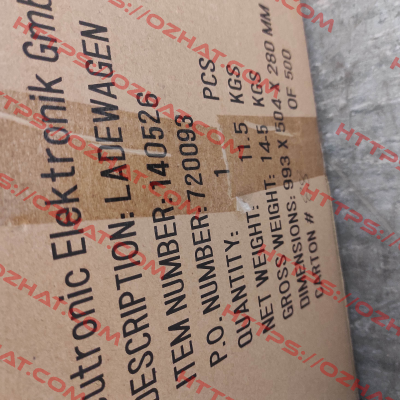 utronic Elektronik Gmb
DESCRIPTION: LADEWAGEN
ITEM NUMBER: 140526
P.O. NUMBER: 720093
QUANTITY: 1 PCS
NET WEIGHT: 11.5 KGS
GROSS WEIGHT: 14.5 KGS
DIMENSIONS: 993 X 504 X 280 MM
CARTON # OF 500
HTTPS://OZHAT.COM